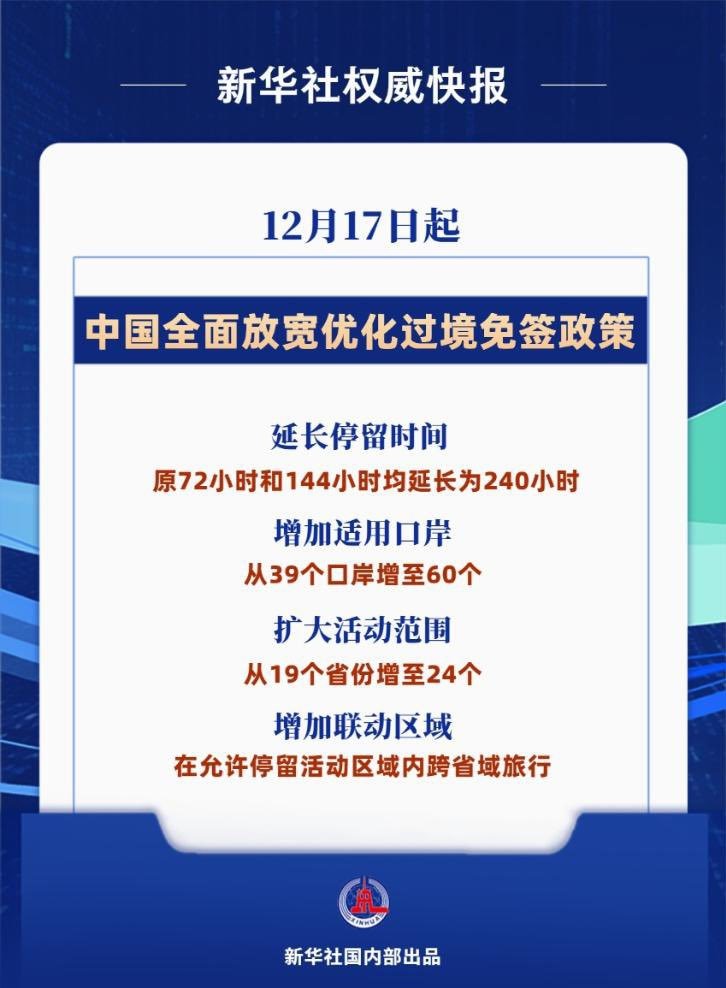 新华社权威快报
12月17日起
中国全面放宽优化过境免签政策
延长停留时间
原72小时和144小时均延长为240小时
增加适用口岸
从39个口岸增至60个
扩大活动范围
从19个省份增至24个
增加联动区域
在允许停留活动区域内跨省域旅行
XINHUA
新华社国内部出品